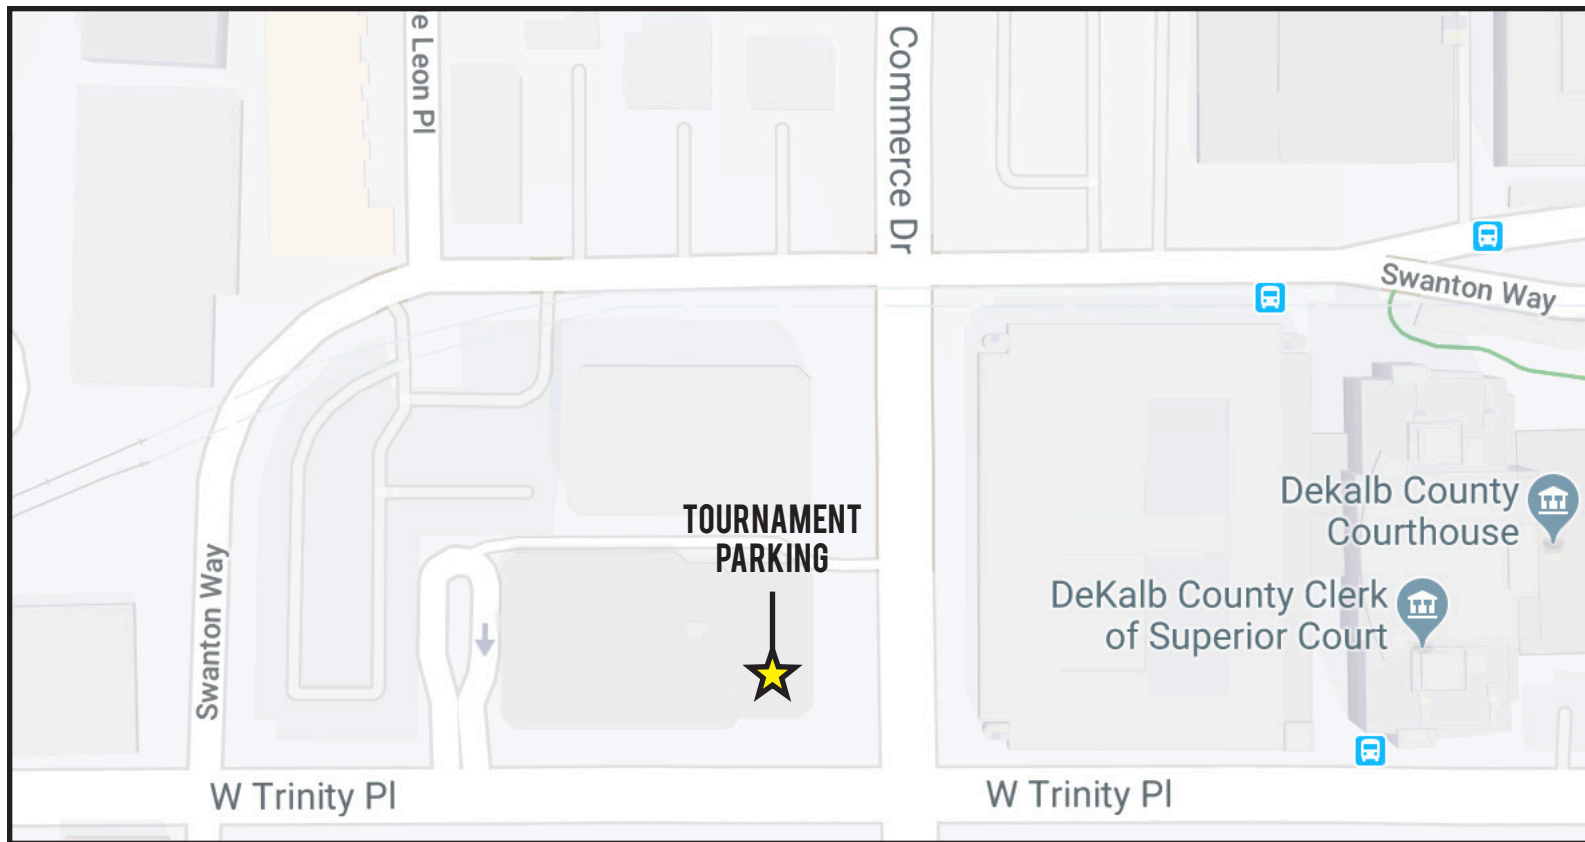 e Leon Pl
Commerce Dr
Swanton Way
Dekalb County
Courthouse
TOURNAMENT
PARKING
DeKalb County Clerk
of Superior Court
Swanton Way
W Trinity Pl
W Trinity Pl